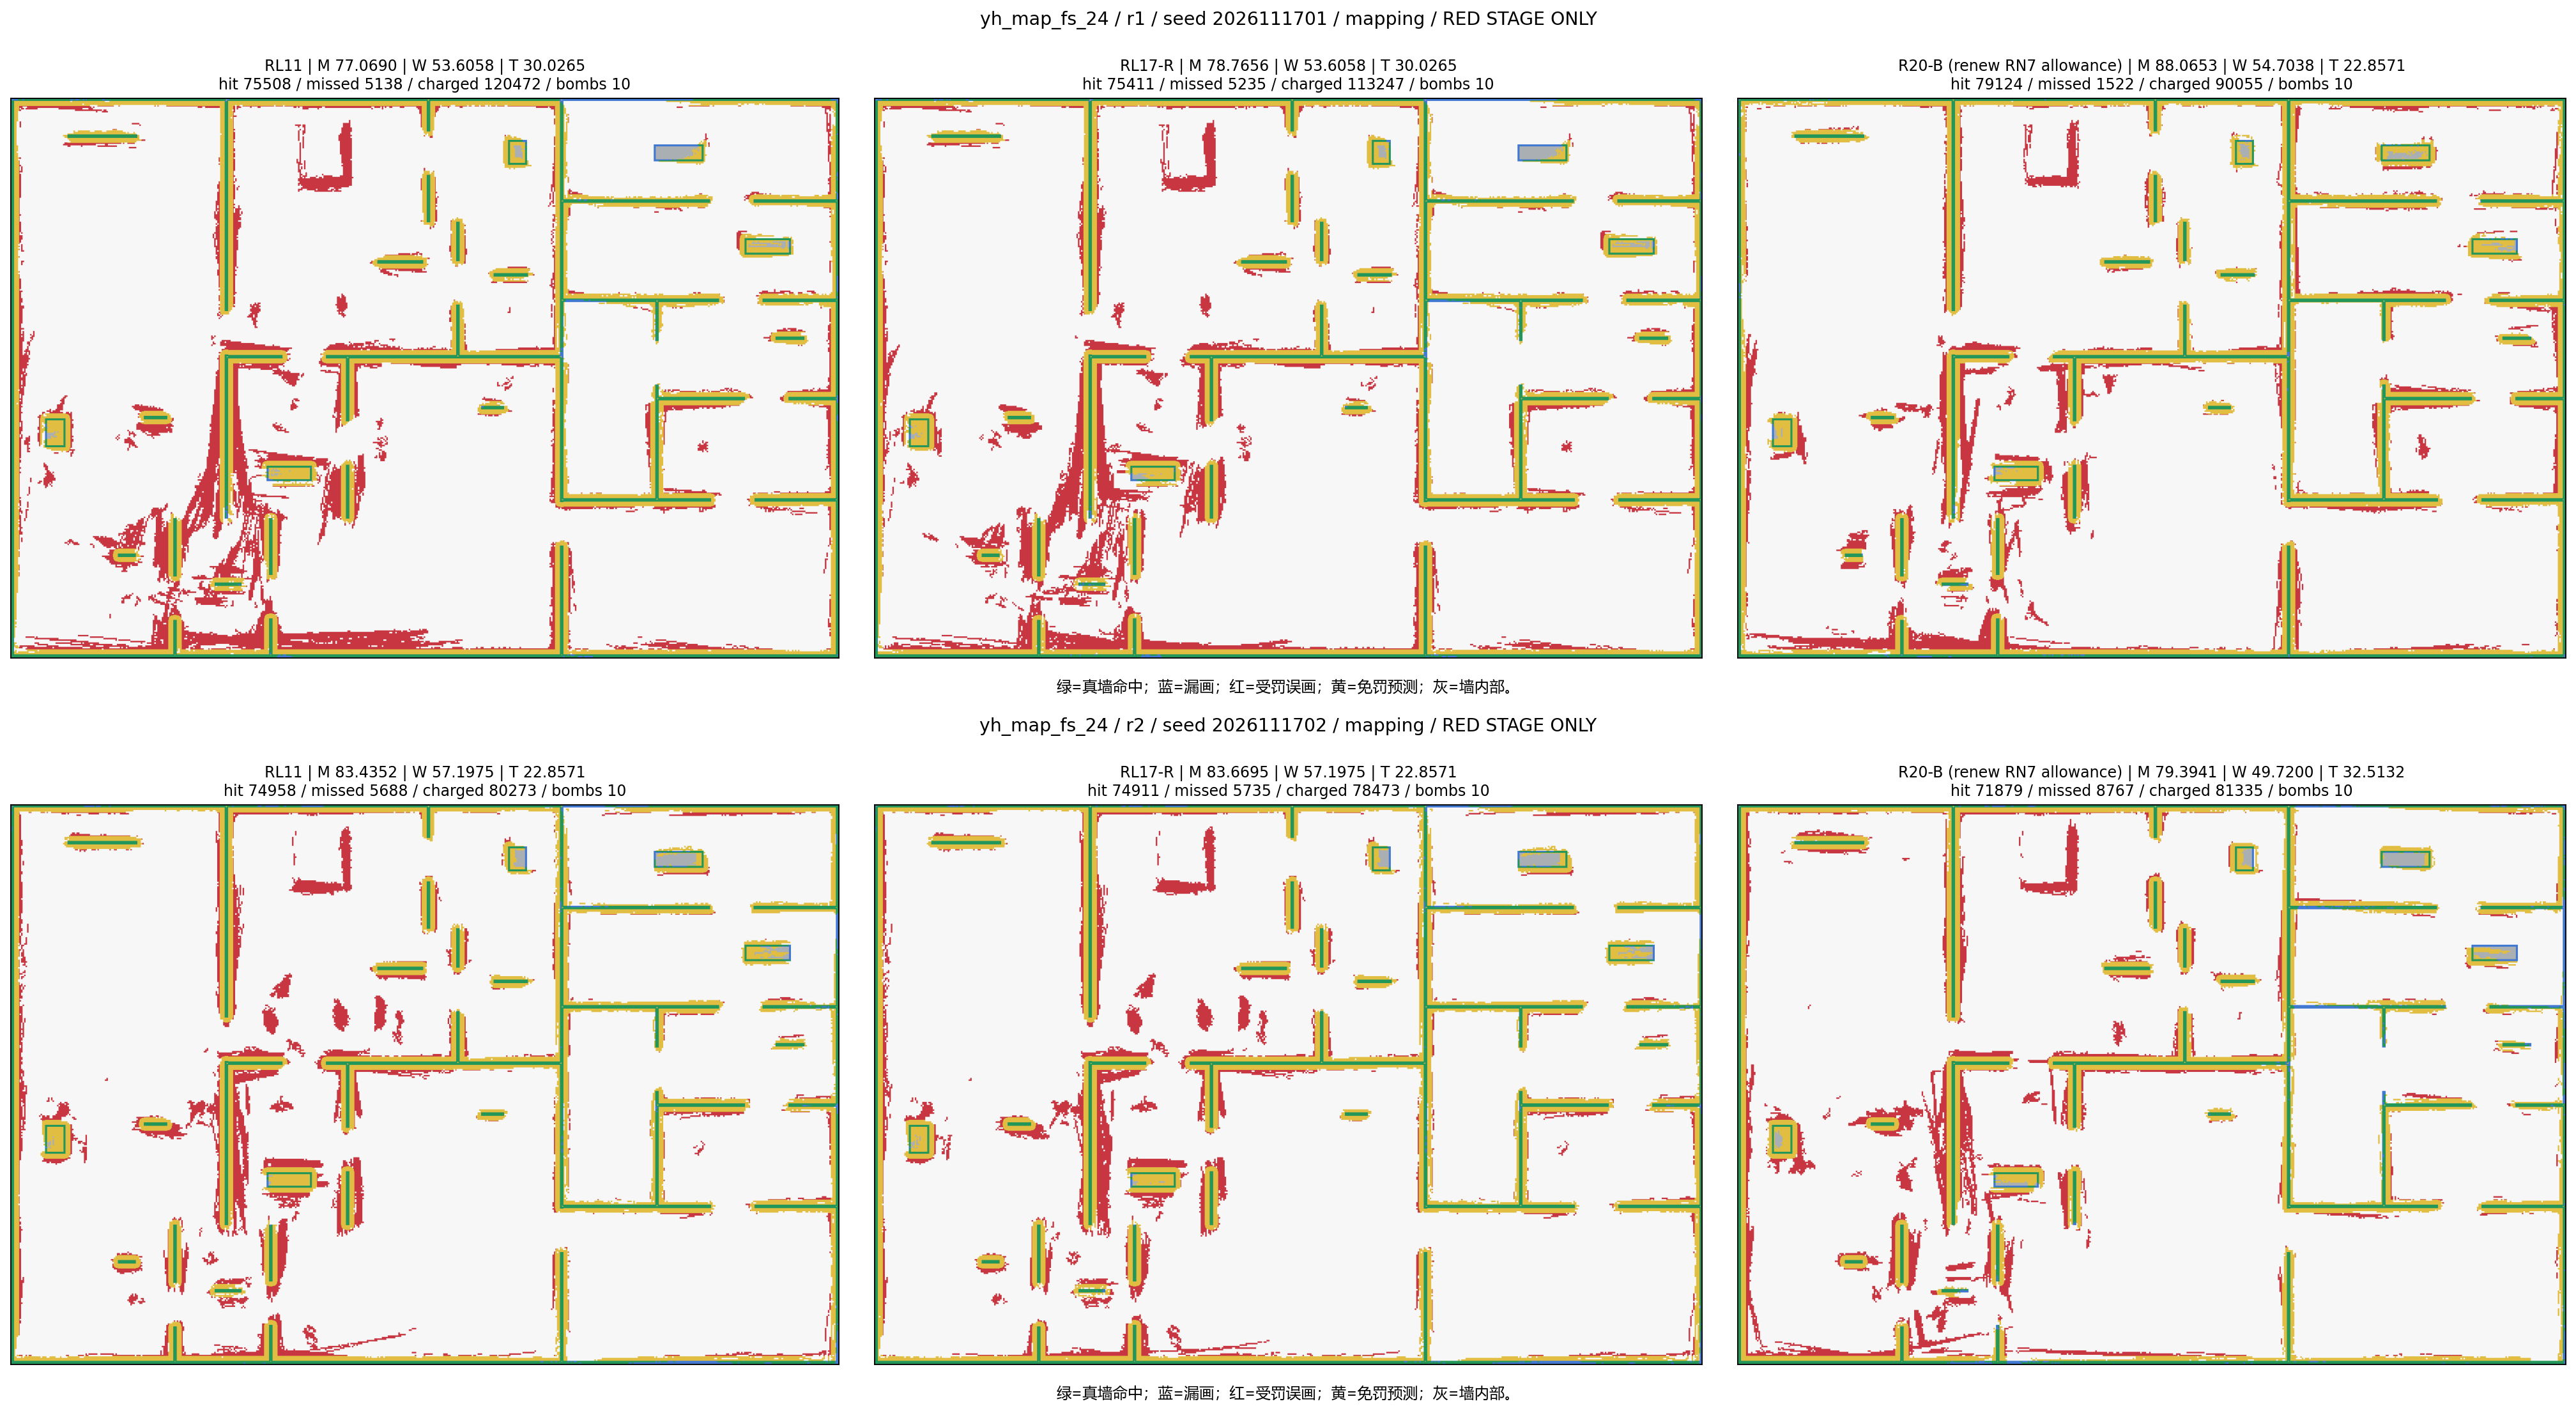 yh_map_fs_24 / r1 / seed 2026111701 / mapping / RED STAGE ONLY
RL11 | M 77.0690 | W 53.6058 | T 30.0265
hit 75508 / missed 5138 / charged 120472 / bombs 10
RL17-R | M 78.7656 | W 53.6058 | T 30.0265
hit 75411 / missed 5235 / charged 113247 / bombs 10
R20-B (renew RN7 allowance) | M 88.0653 | W 54.7038 | T 22.8571
hit 79124 / missed 1522 / charged 90055 / bombs 10
绿=真墙命中；蓝=漏画；红=受罚误画；黄=免罚预测；灰=墙内部。
yh_map_fs_24 / r2 / seed 2026111702 / mapping / RED STAGE ONLY
RL11 | M 83.4352 | W 57.1975 | T 22.8571
hit 74958 / missed 5688 / charged 80273 / bombs 10
RL17-R | M 83.6695 | W 57.1975 | T 22.8571
hit 74911 / missed 5735 / charged 78473 / bombs 10
R20-B (renew RN7 allowance) | M 79.3941 | W 49.7200 | T 32.5132
hit 71879 / missed 8767 / charged 81335 / bombs 10
绿=真墙命中；蓝=漏画；红=受罚误画；黄=免罚预测；灰=墙内部。